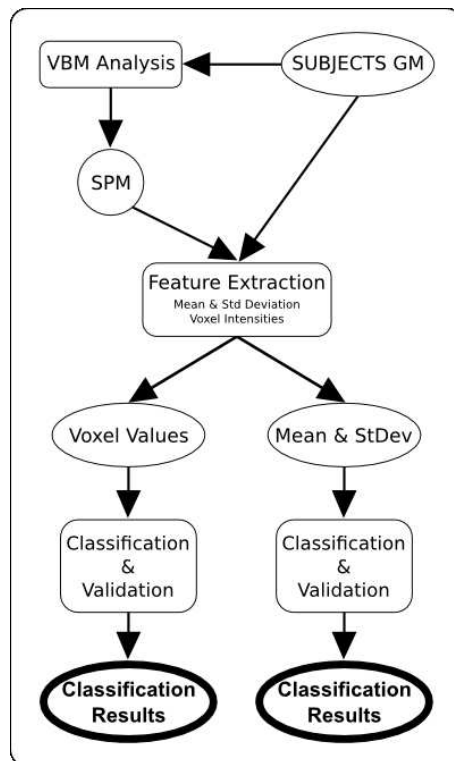 VBM Analysis
SUBJECTS GM
SPM
Feature Extraction
Mean & Std Deviation
Voxel Intensities
Voxel Values
Mean & StDev
Classification
&
Validation
Classification
&
Validation
Classification
Results
Classification
Results